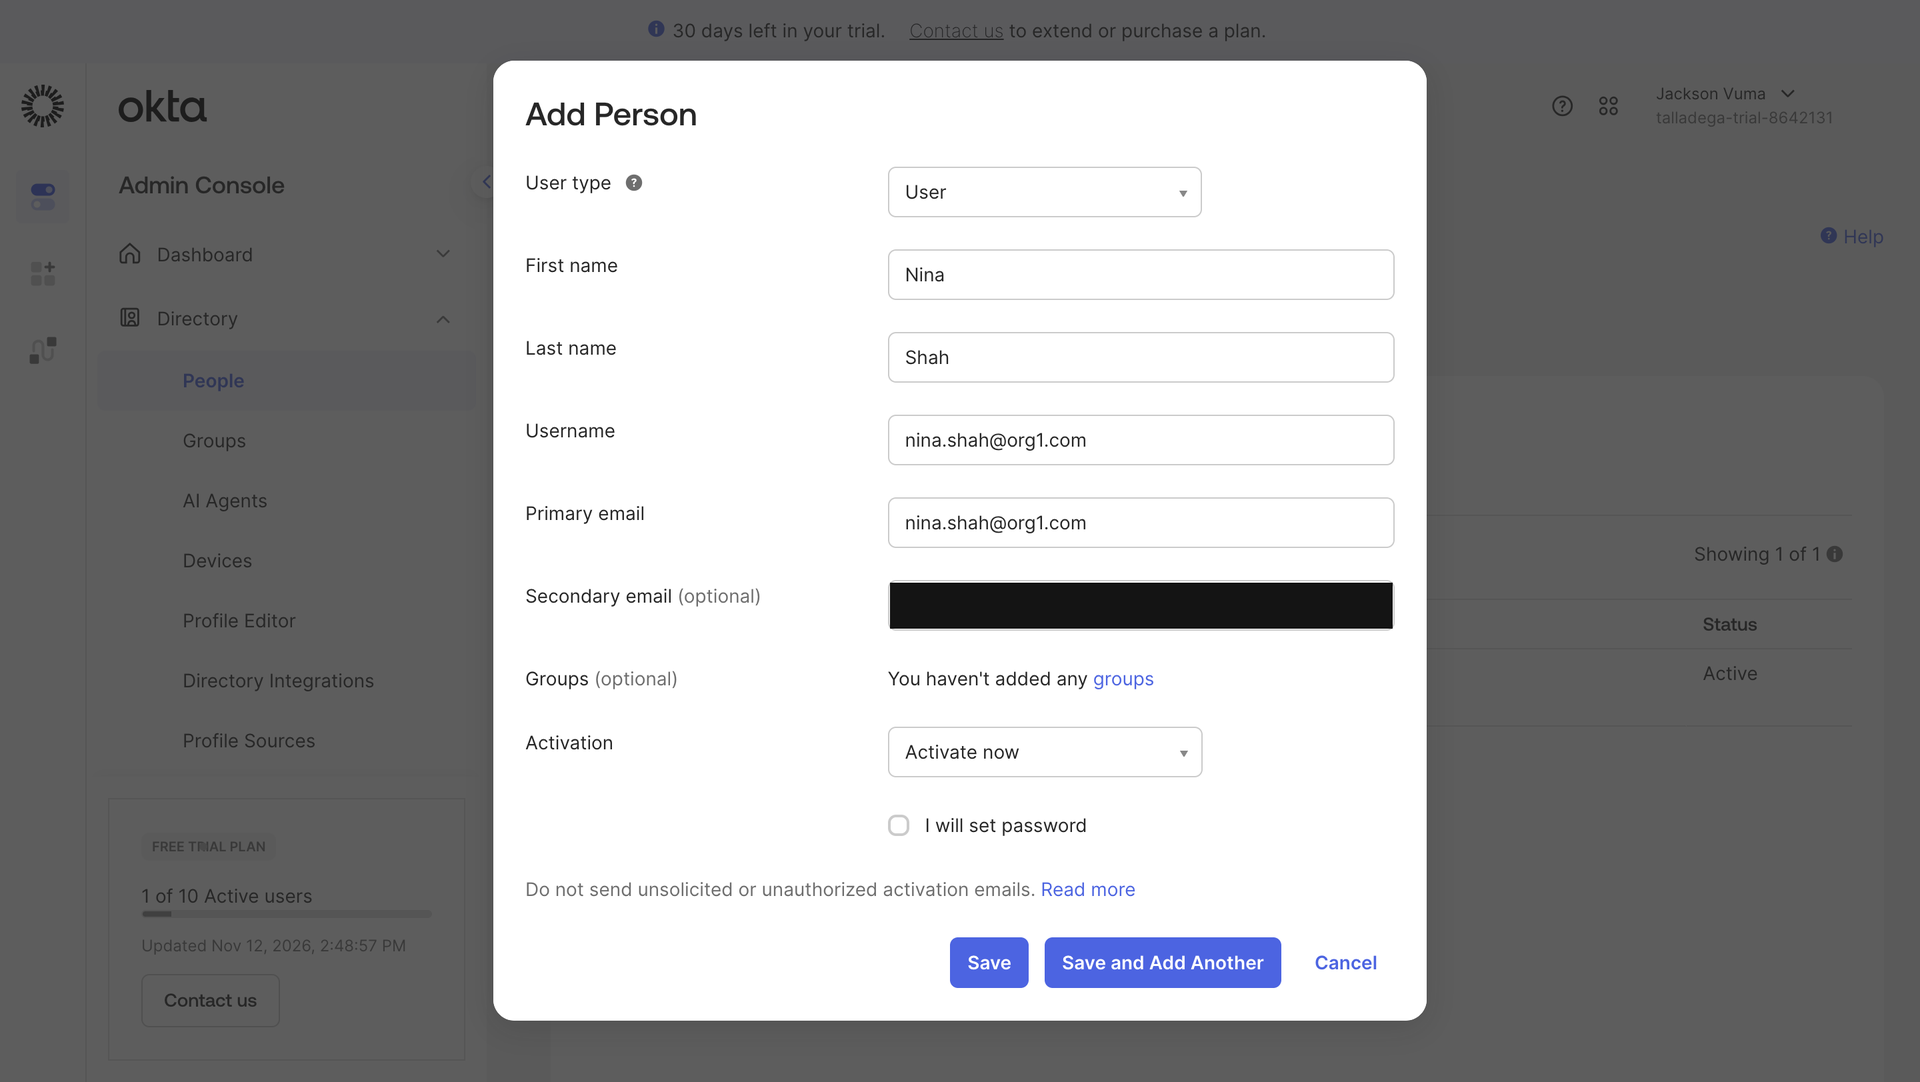 30 days left in your trial. Contact us to extend or purchase a plan.
okta
Jackson Vuma
talladega-trial-8642131
Admin Console
Dashboard
Directory
People
Groups
AI Agents
Devices
Profile Editor
Directory Integrations
Profile Sources
FREE TRIAL PLAN
1 of 10 Active users
Updated Nov 12, 2026, 2:48:57 PM
Contact us
Help
Showing 1 of 1
Status
Active
Add Person
User type
User
First name
Nina
Last name
Shah
Username
nina.shah@org1.com
Primary email
nina.shah@org1.com
Secondary email (optional)
Groups (optional)
You haven't added any groups
Activation
Activate now
I will set password
Do not send unsolicited or unauthorized activation emails. Read more
Save
Save and Add Another
Cancel